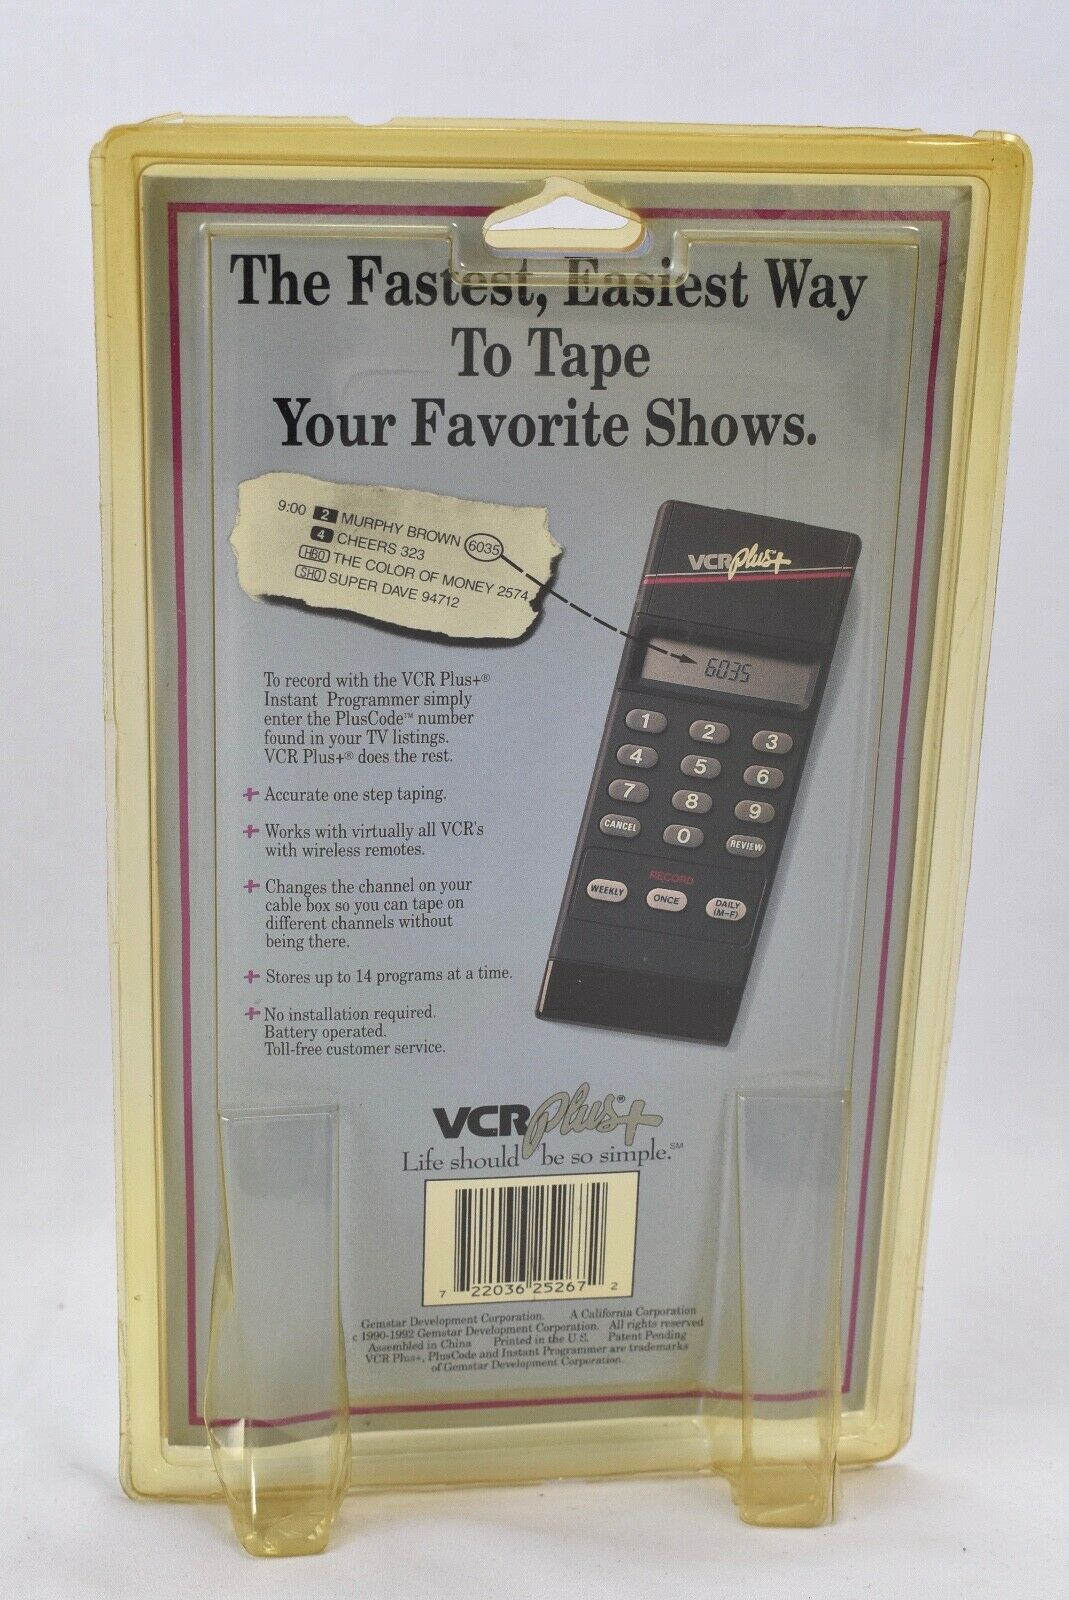 The Fastest, Easiest Way
To Tape
Your Favorite Shows.
9:00 2 MURPHY BROWN 6035
4 CHEERS 323
HBO THE COLOR OF MONEY 2574
SHO SUPER DAVE 94712
VCR Plus+™
6035
1 2 3
4 5 6
7 8 9
CANCEL 0 REVIEW
RECORD
WEEKLY ONCE DAILY (M-F)
To record with the VCR Plus+®
Instant Programmer simply
enter the PlusCode™ number
found in your TV listings.
VCR Plus+® does the rest.
+ Accurate one step taping.
+ Works with virtually all VCR's
with wireless remotes.
+ Changes the channel on your
cable box so you can tape on
different channels without
being there.
+ Stores up to 14 programs at a time.
+ No installation required.
Battery operated.
Toll-free customer service.
VCR Plus+®
Life should be so simple.℠
7 22036 25267 2
Gemstar Development Corporation. A California Corporation
c 1990-1992 Gemstar Development Corporation. All rights reserved
Assembled in China Printed in the U.S. Patent Pending
VCR Plus+, PlusCode and Instant Programmer are trademarks
of Gemstar Development Corporation.